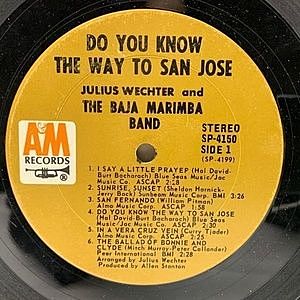 DO YOU KNOW
THE WAY TO SAN JOSE
JULIUS WECHTER and
THE BAJA MARIMBA
BAND
A&M
RECORDS
STEREO
SP-4150
SIDE 1
(SP-4199)
1. I SAY A LITTLE PRAYER (Hal David-
Burt Bacharach) Blue Seas Music/Jac
Music Co. ASCAP 2:28
2. SUNRISE, SUNSET (Sheldon Harnick-
Jerry Bock) Sunbeam Music Corp. BMI 3:26
3. SAN FERNANDO (William Pitman)
Almo Music Corp. ASCAP 1:58
4. DO YOU KNOW THE WAY TO SAN JOSE
(Hal David-Burt Bacharach) Blue Seas
Music/Jac Music Co. ASCAP 2:30
5. IN A VERA CRUZ VEIN (Curry Tjader)
Almo Music Corp. ASCAP 2:31
6. THE BALLAD OF BONNIE AND
CLYDE (Mitch Murray-Peter Callander)
Peer International BMI 2:28
Arranged by Julius Wechter
Produced by Allen Stanton